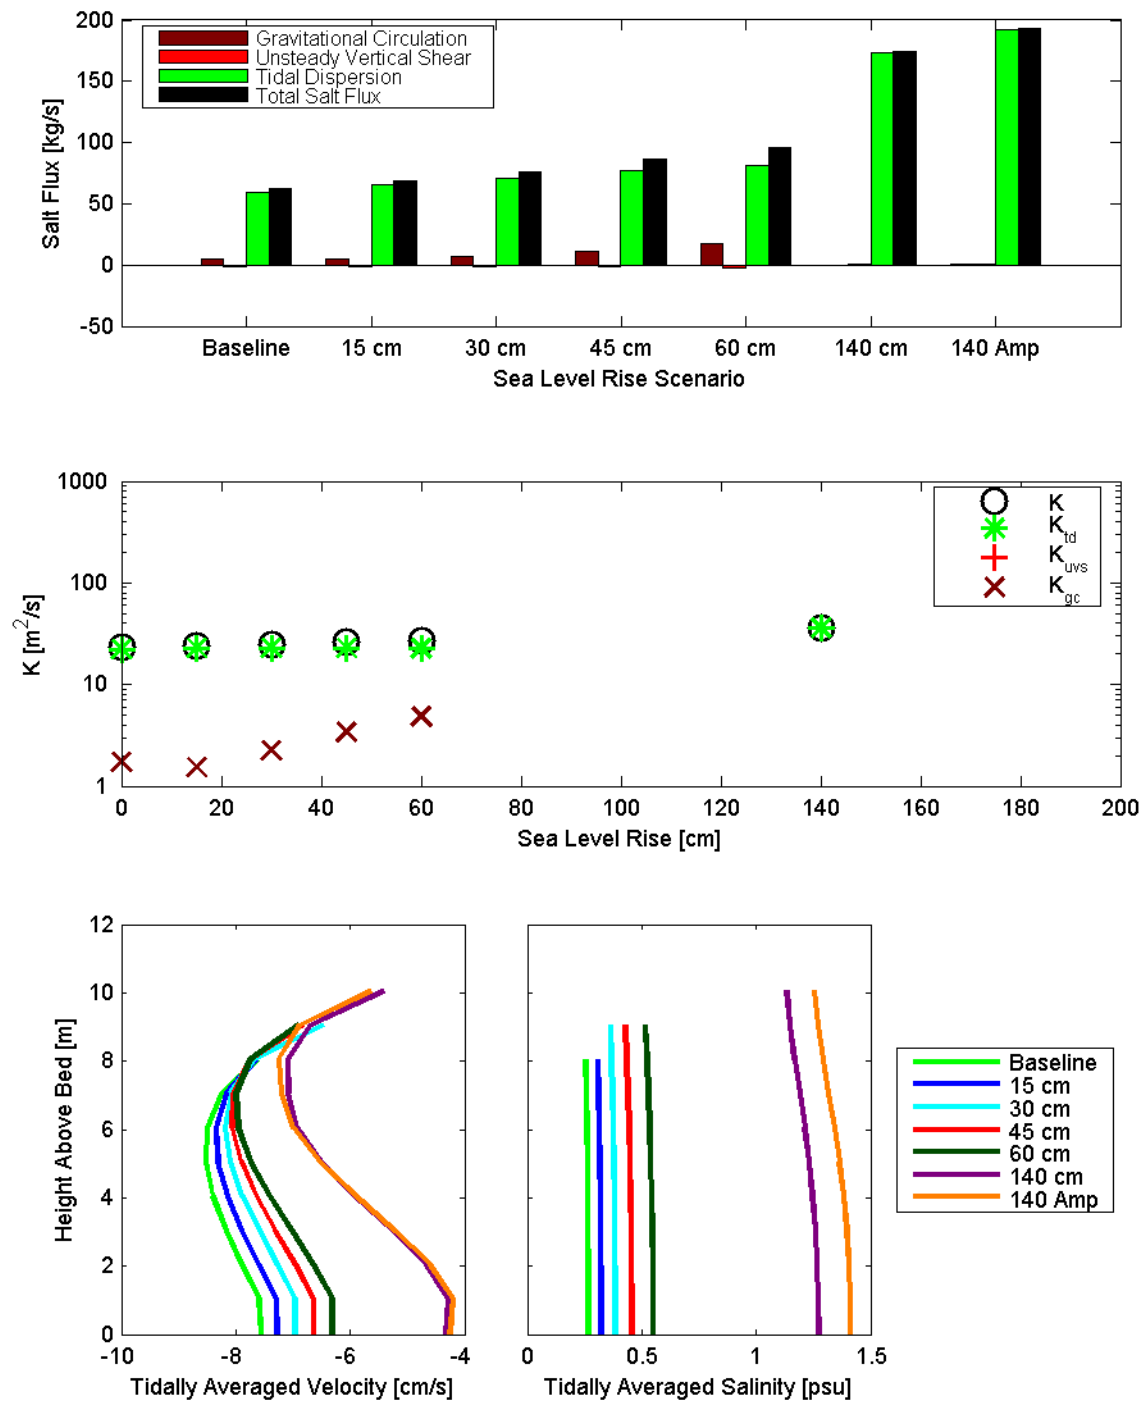 200
150
100
50
0
-50
Salt Flux [kg/s]
Gravitational Circulation
Unsteady Vertical Shear
Tidal Dispersion
Total Salt Flux
Baseline 15 cm 30 cm 45 cm 60 cm 140 cm 140 Amp
Sea Level Rise Scenario
1000
100
10
1
K [m²/s]
K
K_td
K_uvs
K_gc
0 20 40 60 80 100 120 140 160 180 200
Sea Level Rise [cm]
12
10
8
6
4
2
0
Height Above Bed [m]
-10 -8 -6 -4
Tidally Averaged Velocity [cm/s]
0 0.5 1 1.5
Tidally Averaged Salinity [psu]
Baseline
15 cm
30 cm
45 cm
60 cm
140 cm
140 Amp